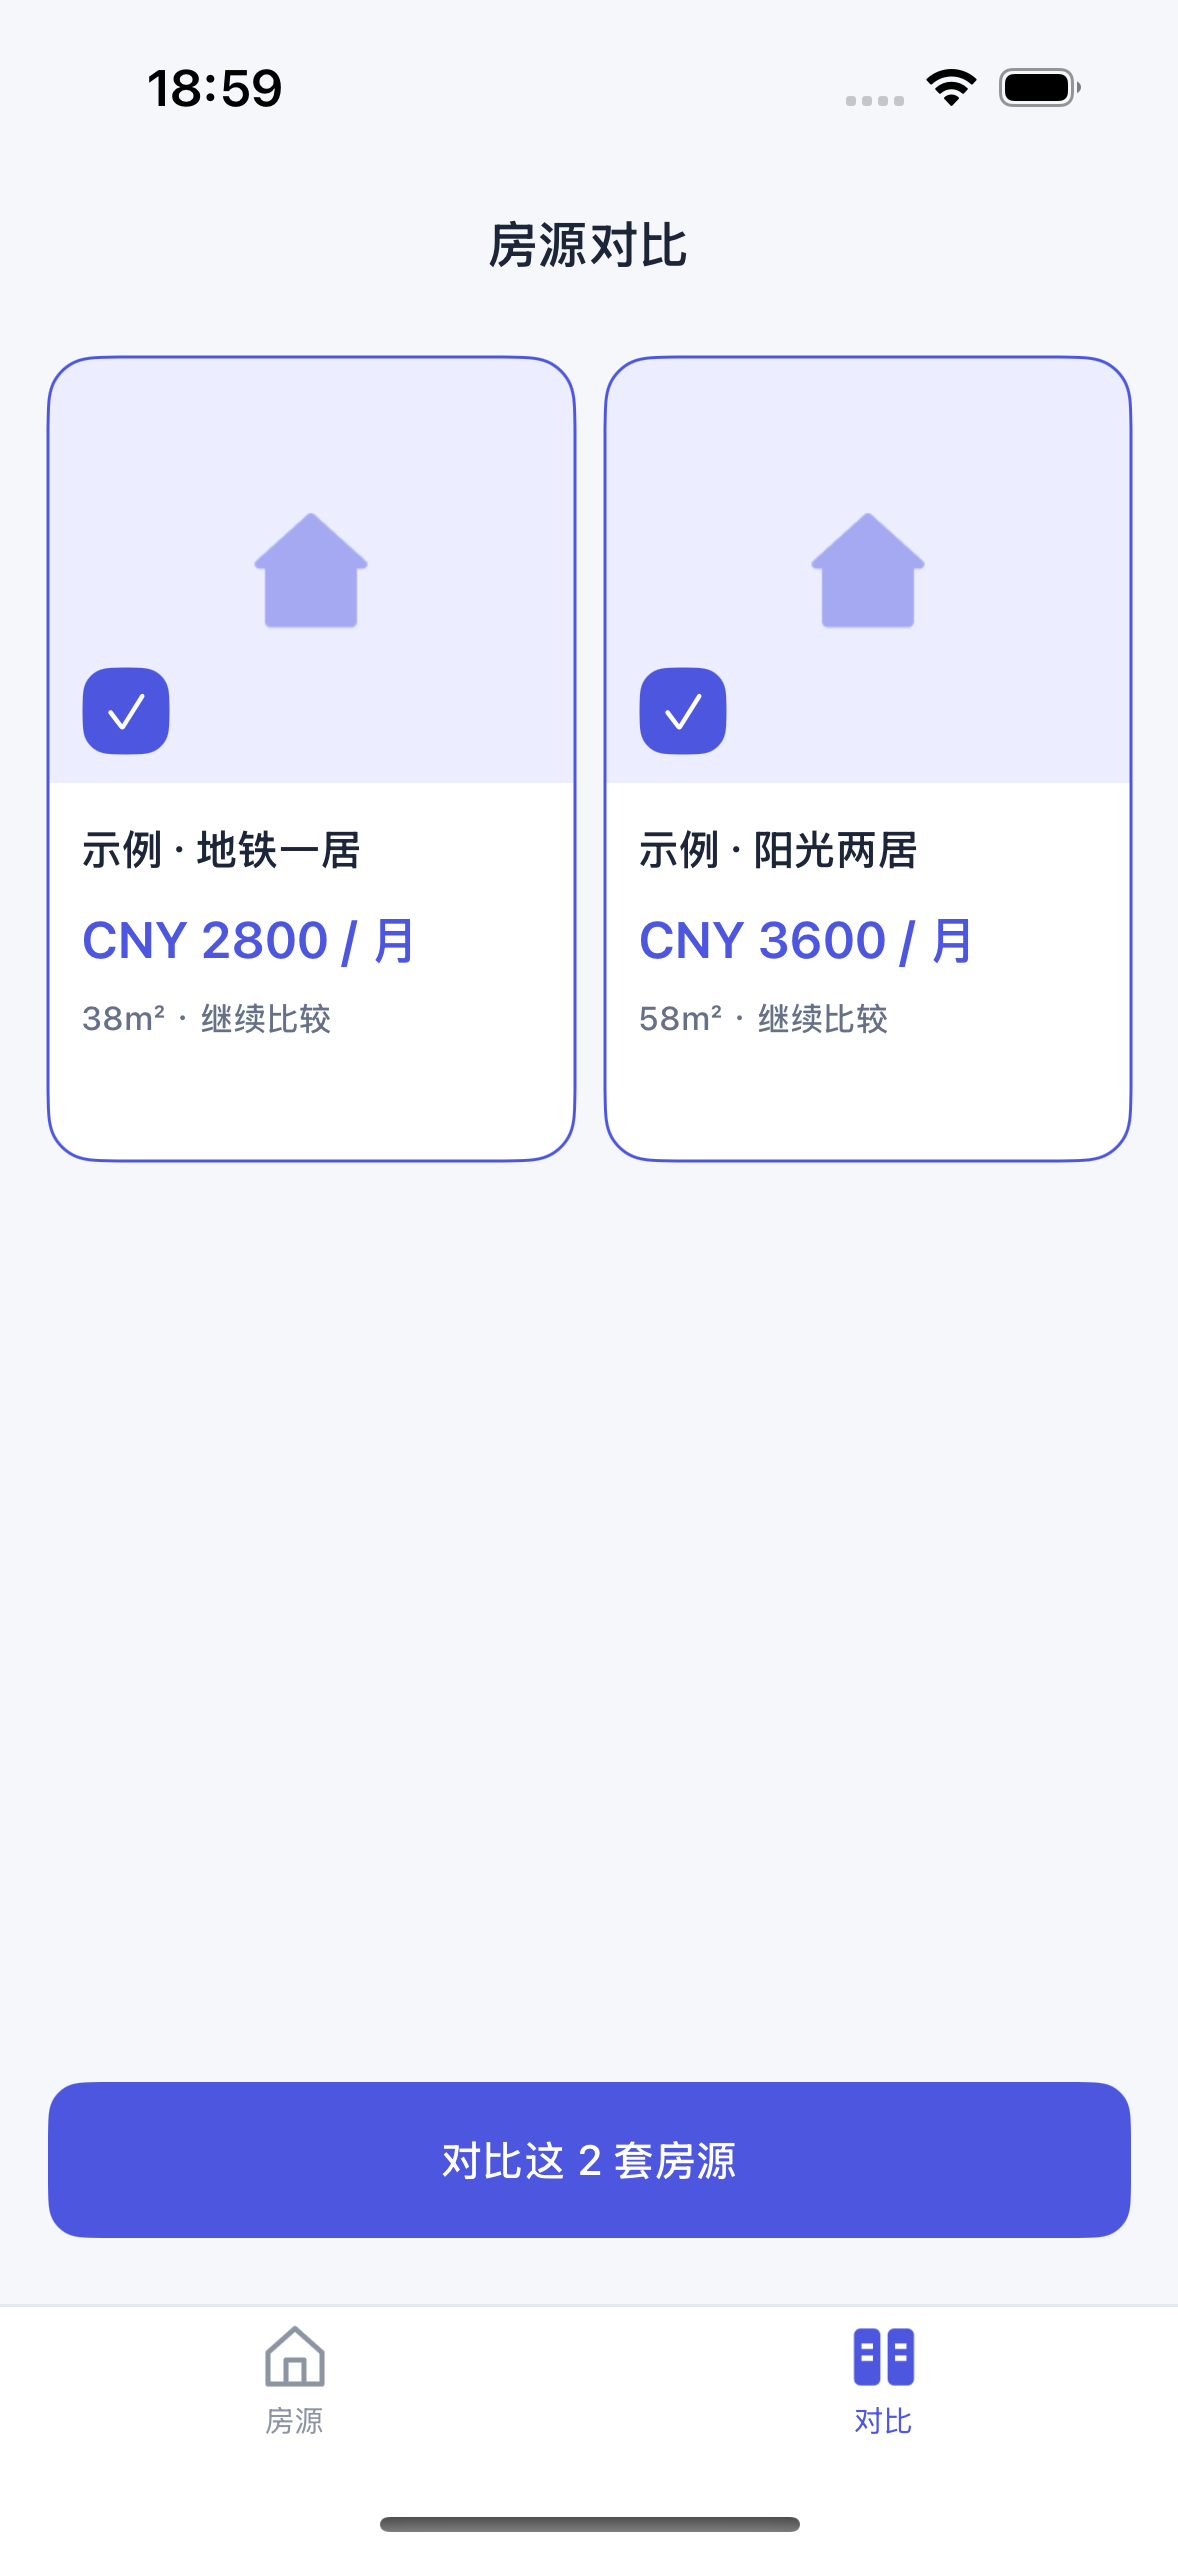 18:59
房源对比
示例 · 地铁一居
CNY 2800 / 月
38m² · 继续比较
示例 · 阳光两居
CNY 3600 / 月
58m² · 继续比较
对比这 2 套房源
房源
对比